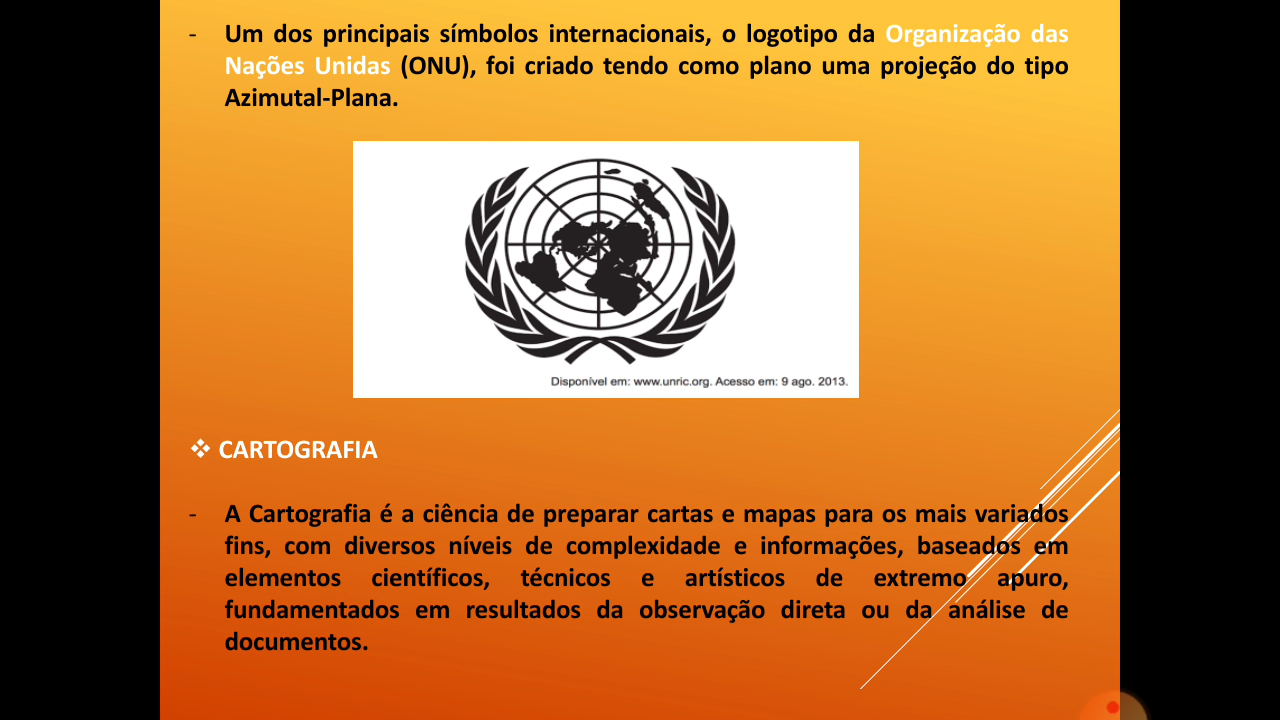 - Um dos principais símbolos internacionais, o logotipo da Organização das
Nações Unidas (ONU), foi criado tendo como plano uma projeção do tipo
Azimutal-Plana.
Disponível em: www.unric.org. Acesso em: 9 ago. 2013.
❖ CARTOGRAFIA
- A Cartografia é a ciência de preparar cartas e mapas para os mais variados
fins, com diversos níveis de complexidade e informações, baseados em
elementos científicos, técnicos e artísticos de extremo apuro,
fundamentados em resultados da observação direta ou da análise de
documentos.